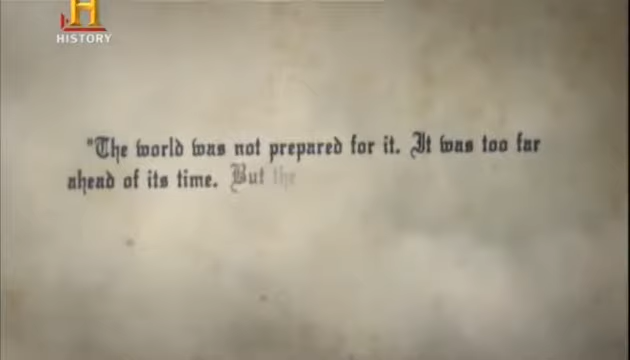 H
HISTORY
"The world was not prepared for it. It was too far
ahead of its time. But the